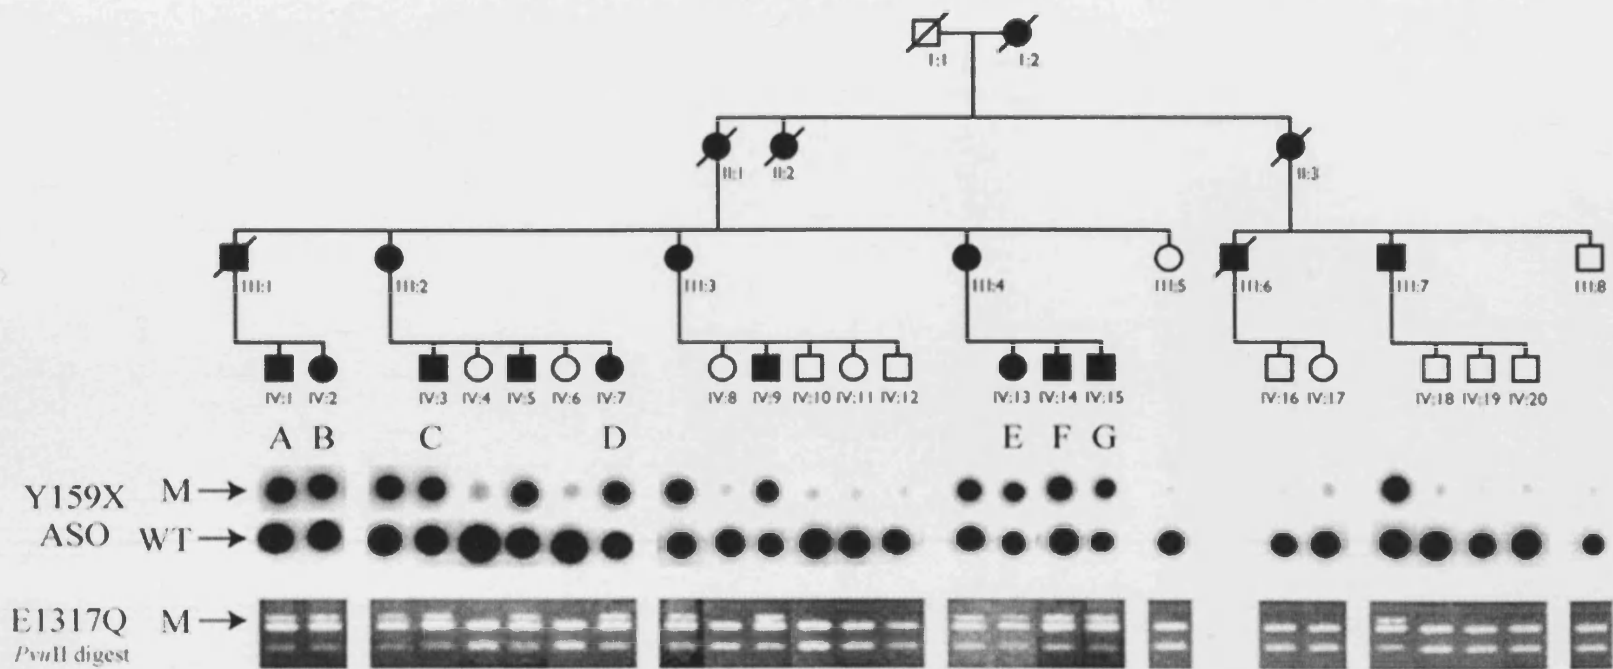 I:1 I:2
II:1 II:2 II:3
III:1 III:2 III:3 III:4 III:5 III:6 III:7 III:8
IV:1 IV:2 IV:3 IV:4 IV:5 IV:6 IV:7 IV:8 IV:9 IV:10 IV:11 IV:12 IV:13 IV:14 IV:15 IV:16 IV:17 IV:18 IV:19 IV:20
A B C D E F G
Y159X M
ASO WT
E1317Q M
PvuII digest